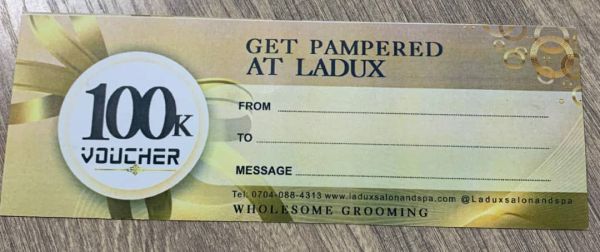 GET PAMPERED
AT LADUX
100K
VOUCHER
FROM
TO
MESSAGE
Tel: 0704-088-4313 www.laduxsalonandspa.com @Laduxsalonandspa
WHOLESOME GROOMING